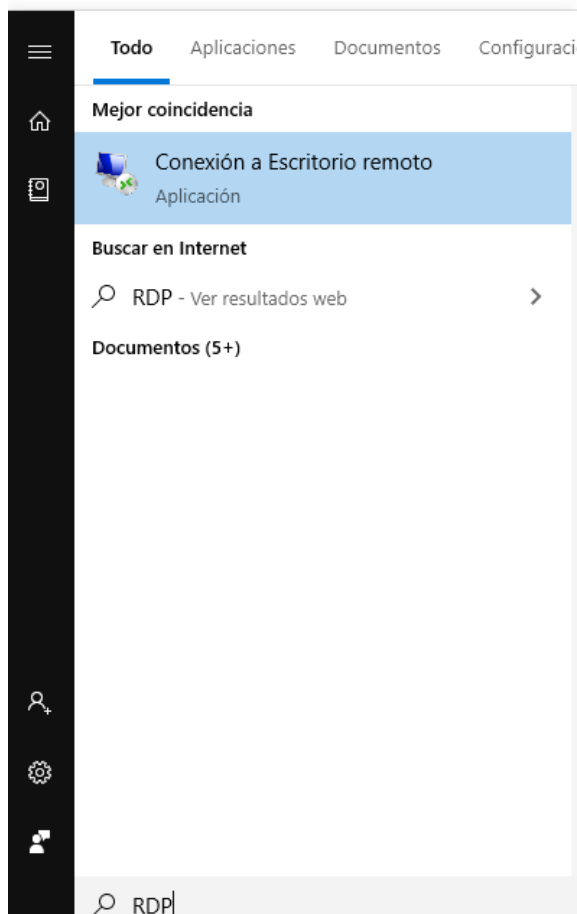 Todo Aplicaciones Documentos Configuraci
Mejor coincidencia
Conexión a Escritorio remoto
Aplicación
Buscar en Internet
RDP - Ver resultados web
Documentos (5+)
RDP